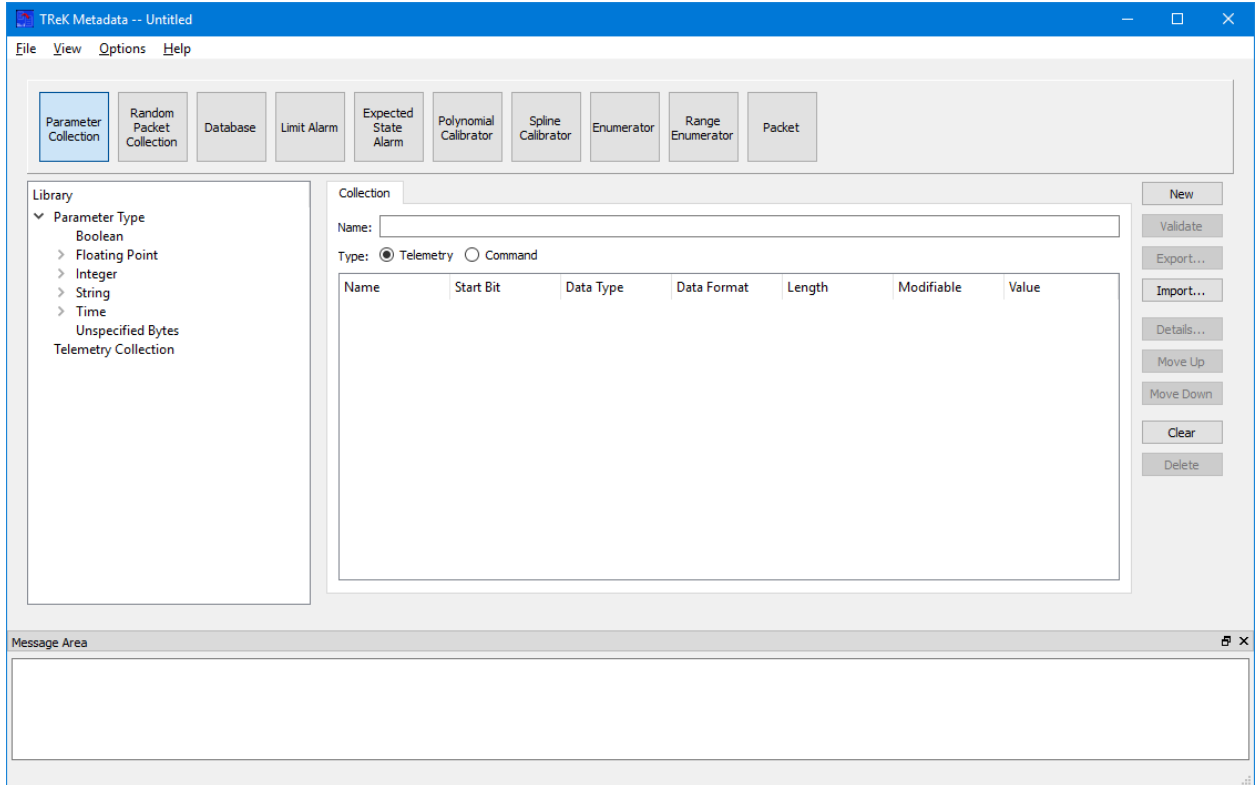 TReK Metadata -- Untitled
File View Options Help
Parameter Collection
Random Packet Collection
Database
Limit Alarm
Expected State Alarm
Polynomial Calibrator
Spline Calibrator
Enumerator
Range Enumerator
Packet
Library
Parameter Type
Boolean
Floating Point
Integer
String
Time
Unspecified Bytes
Telemetry Collection
Collection
Name:
Type: Telemetry Command
Name Start Bit Data Type Data Format Length Modifiable Value
New
Validate
Export...
Import...
Details...
Move Up
Move Down
Clear
Delete
Message Area